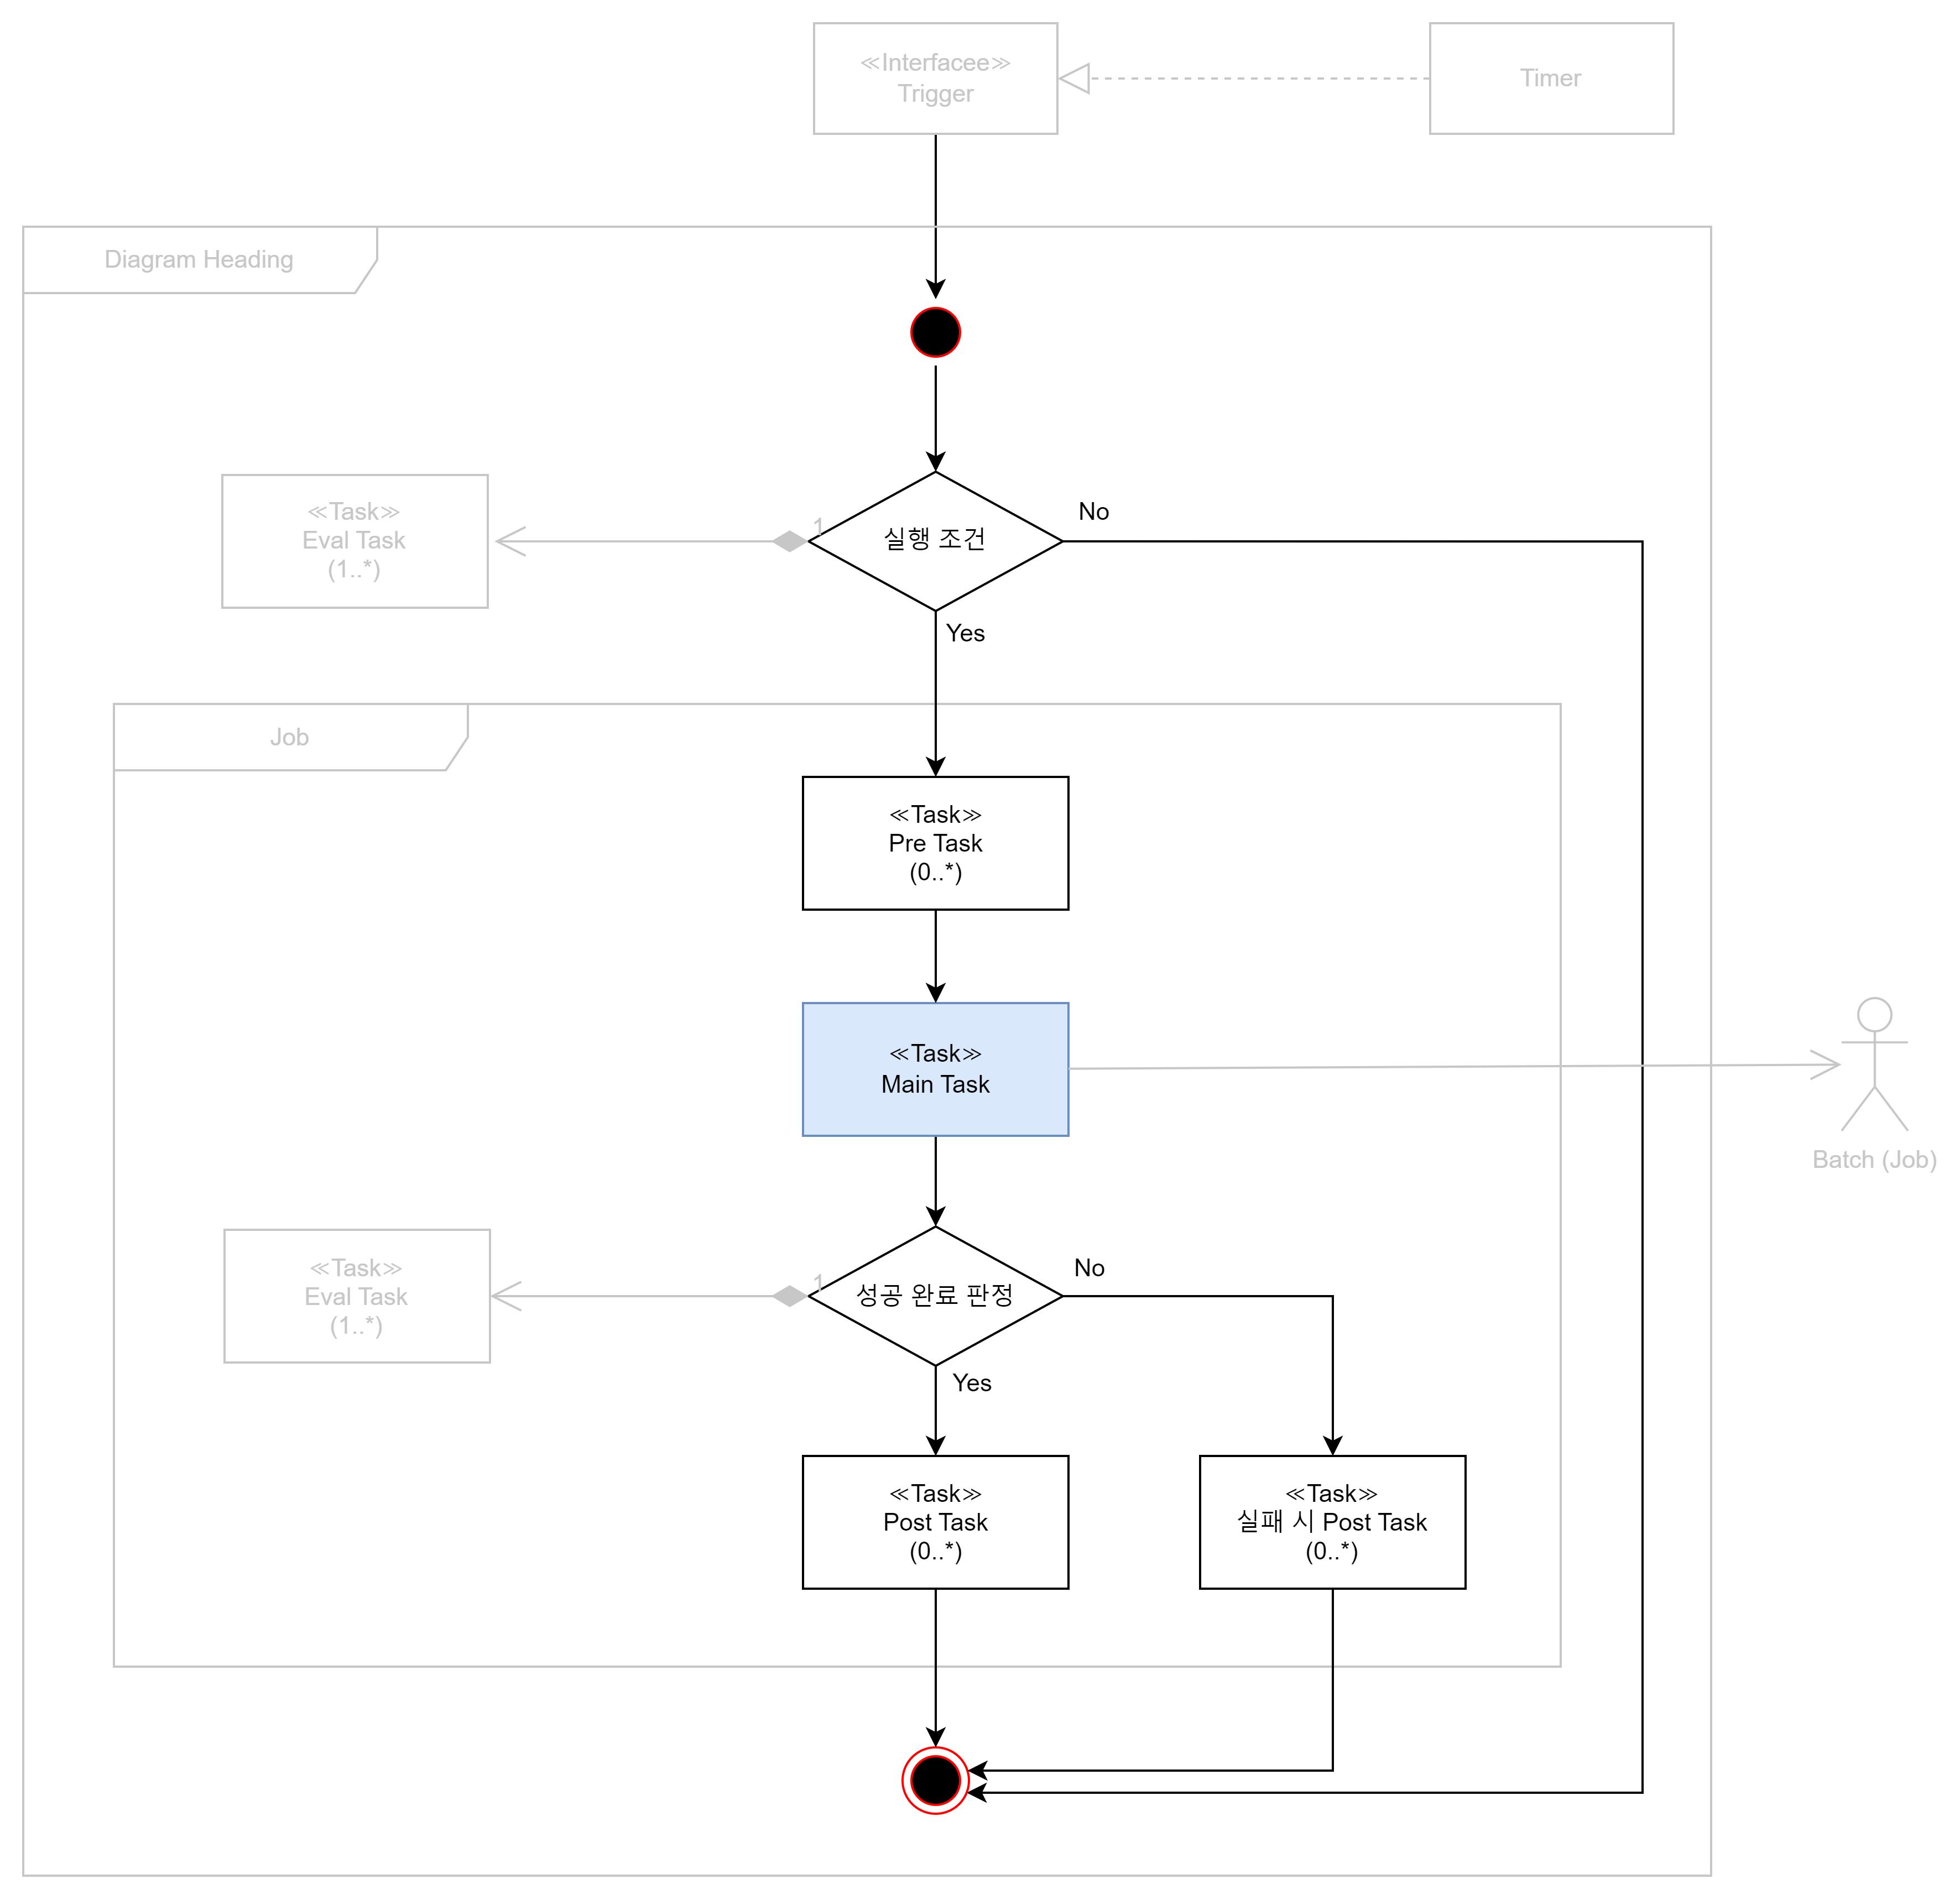 ≪Interfacee≫
Trigger
Timer
Diagram Heading
≪Task≫
Eval Task
(1..*)
1
실행 조건
No
Yes
Job
≪Task≫
Pre Task
(0..*)
≪Task≫
Main Task
Batch (Job)
≪Task≫
Eval Task
(1..*)
1
성공 완료 판정
No
Yes
≪Task≫
Post Task
(0..*)
≪Task≫
실패 시 Post Task
(0..*)